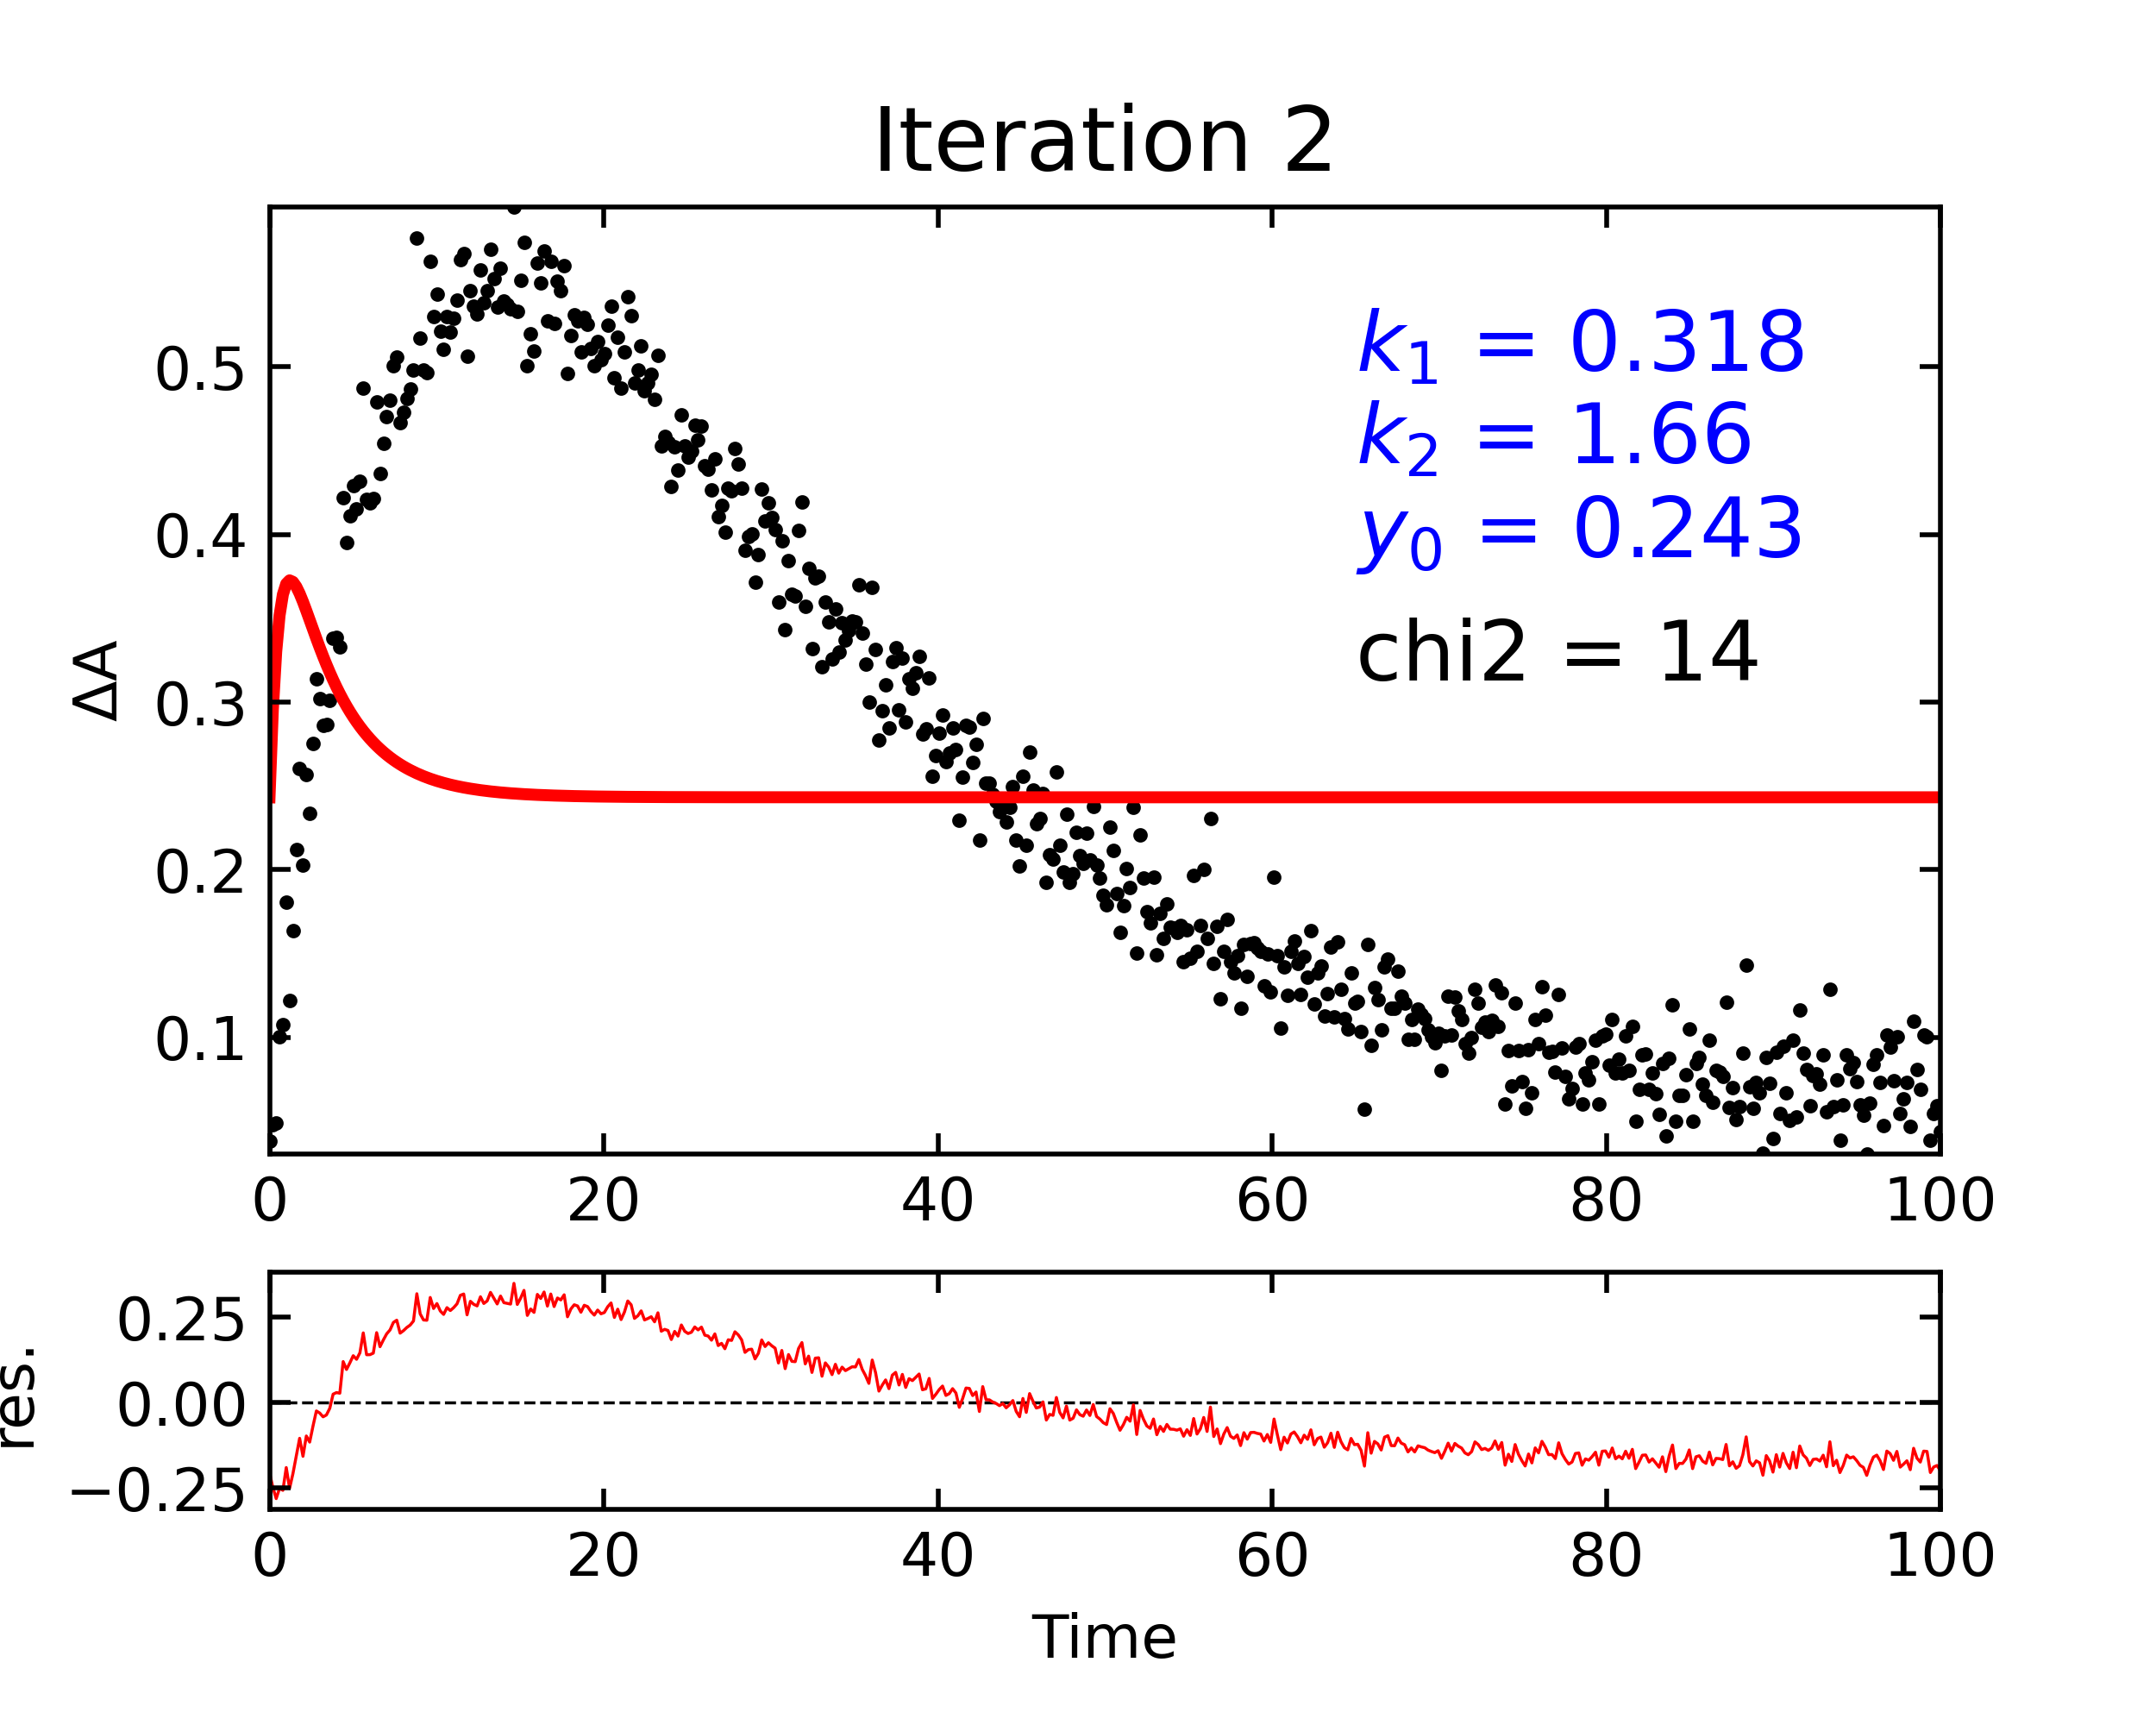 Iteration 2
ΔA
0.5
0.4
0.3
0.2
0.1
k₁ = 0.318
k₂ = 1.66
y₀ = 0.243
chi2 = 14
0 20 40 60 80 100
res.
0.25
0.00
−0.25
0 20 40 60 80 100
Time